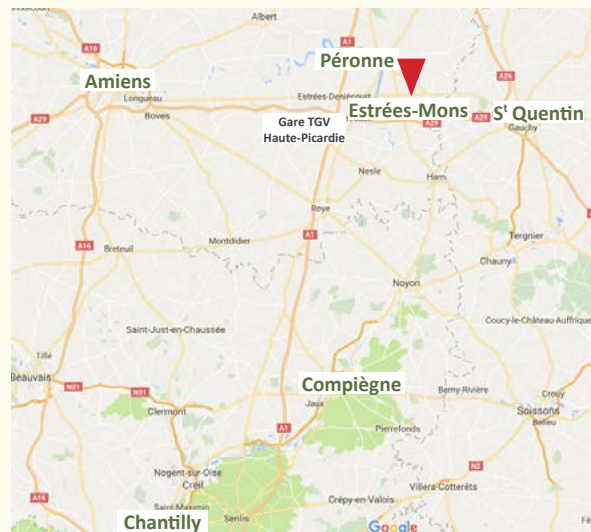 Albert
A16
A1
Péronne
A26
Amiens
Longueau
Estrées-Deniécourt
Estrées-Mons
St Quentin
A29
Boves
Gare TGV
Haute-Picardie
A29
A29
Gauchy
Nesle
Ham
Roye
A1
Montdidier
A16
Breteuil
Tergnier
Chauny
Noyon
Coucy-le-Château-Auffrique
Saint-Just-en-Chaussée
Tillé
Beauvais
N31
N31
Compiègne
Jaux
Berny-Rivière
Crouy
Soissons
Belleu
Clermont
A1
Pierrefonds
Nogent-sur-Oise
Creil
N2
Villers-Cotterêts
A16
Saint-Maximin
Senlis
Crépy-en-Valois
Chantilly
Google